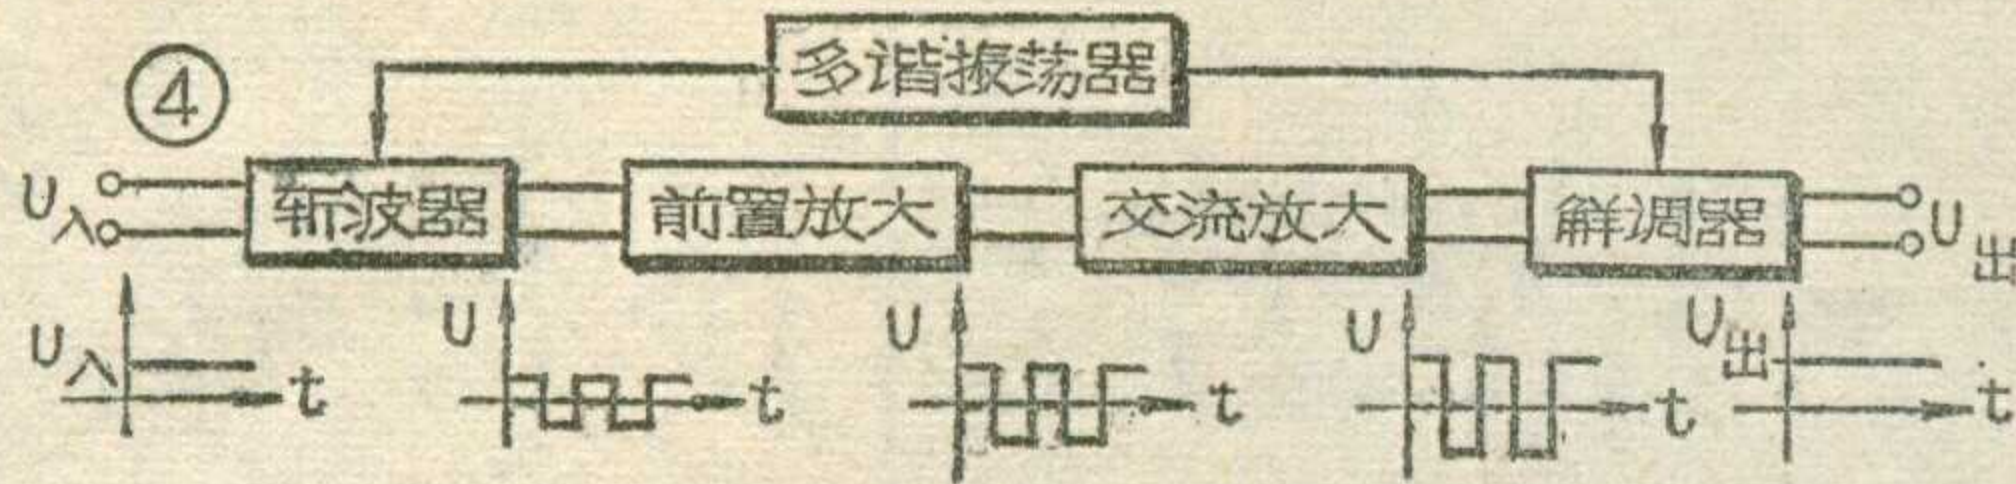 ④
多谐振荡器
U入 斩波器 前置放大 交流放大 解调器 U出
U入 t U t U t U t U出 t